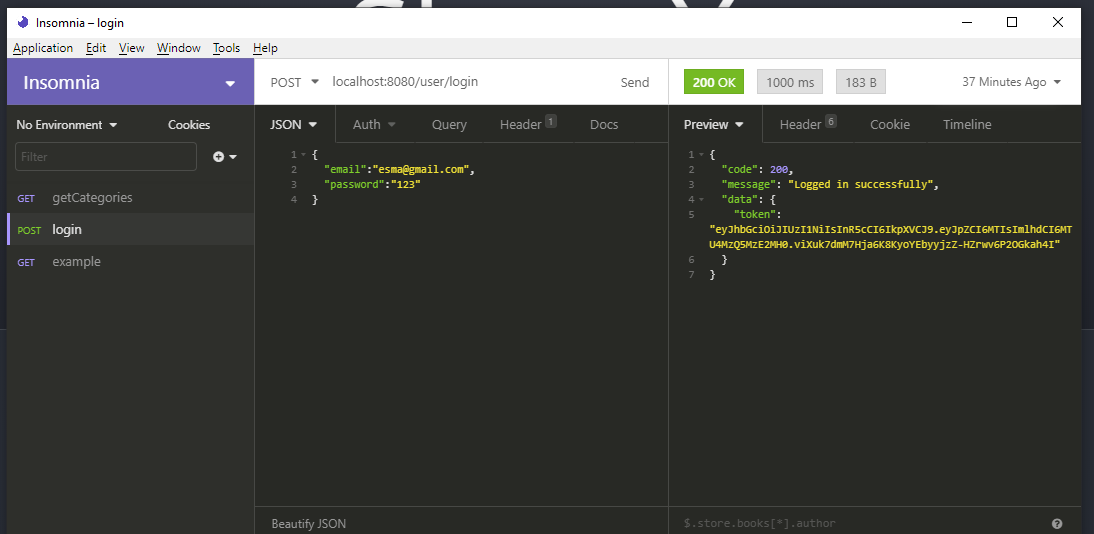 Insomnia – login
Application Edit View Window Tools Help
Insomnia
POST localhost:8080/user/login Send
200 OK 1000 ms 183 B 37 Minutes Ago
No Environment Cookies
JSON Auth Query Header 1 Docs
Preview Header 6 Cookie Timeline
Filter
GET getCategories
POST login
GET example
1 {
2 "email":"esma@gmail.com",
3 "password":"123"
4 }
1 {
2 "code": 200,
3 "message": "Logged in successfully",
4 "data": {
5 "token":
"eyJhbGciOiJIUzI1NiIsInR5cCI6IkpXVCJ9.eyJpZCI6MTIsImlhdCI6MT
U4MzQ5MzE2MH0.viXuk7dmM7Hja6K8KyoYEbyyjzZ-HZrwv6P2OGkah4I"
6 }
7 }
Beautify JSON
$.store.books[*].author